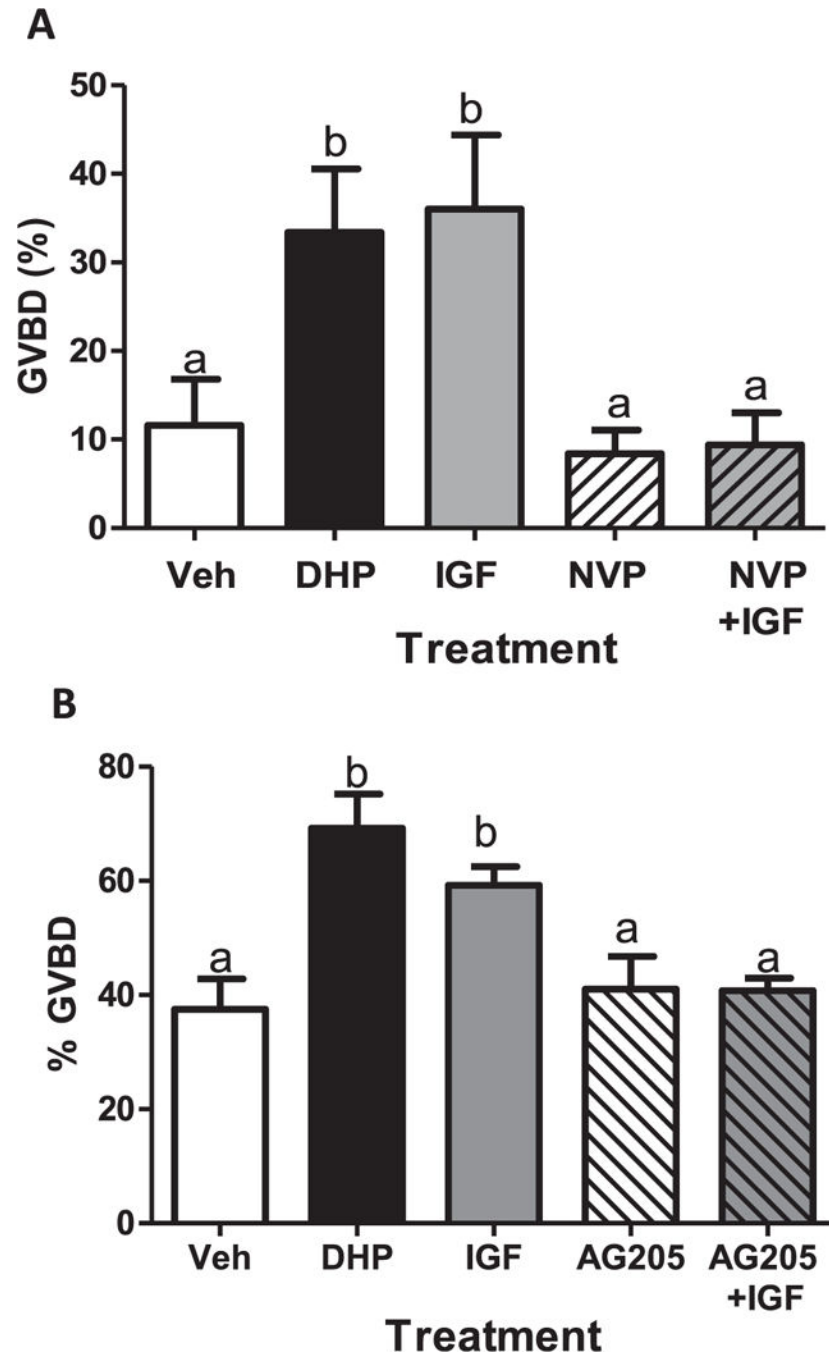 A
50
40
30
20
10
0
GVBD (%)
a
b
b
a
a
Veh DHP IGF NVP NVP
+IGF
Treatment
B
80
60
40
20
0
% GVBD
a
b
b
a
a
Veh DHP IGF AG205 AG205
+IGF
Treatment